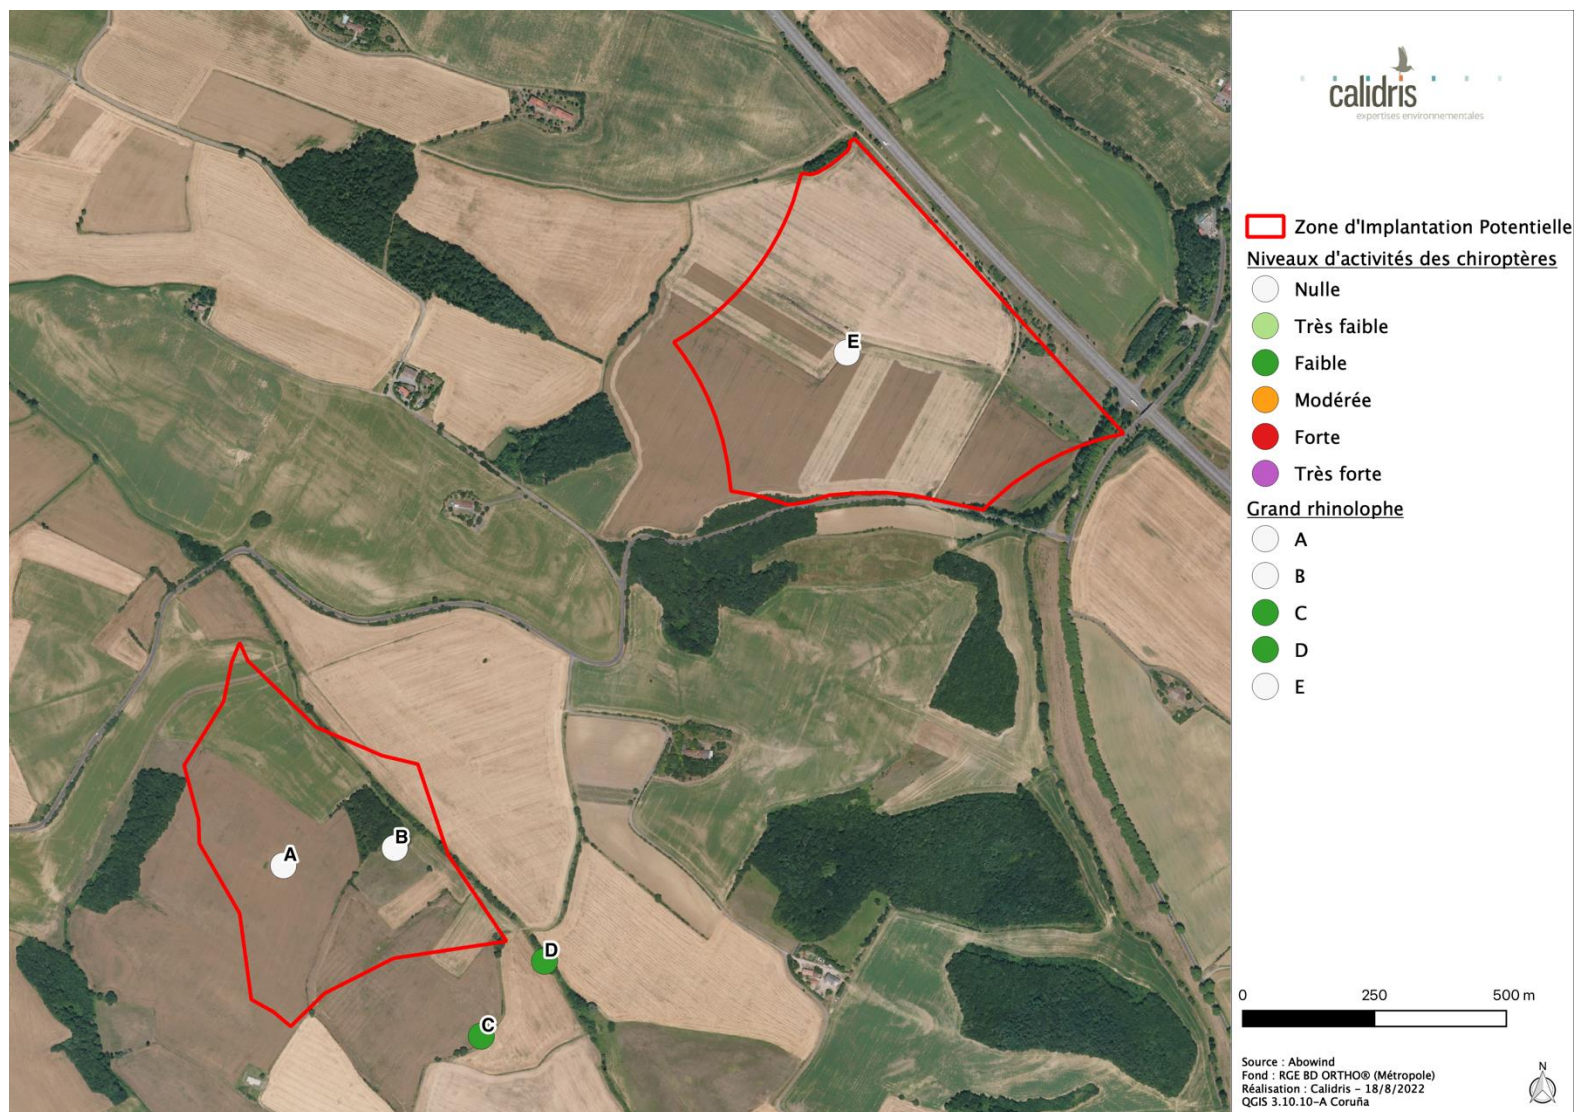 calidris
expertises environnementales
Zone d'Implantation Potentielle
Niveaux d'activités des chiroptères
Nulle
Très faible
Faible
Modérée
Forte
Très forte
Grand rhinolophe
A
B
C
D
E
E
B
A
D
C
0 250 500 m
Source : Abowind
Fond : RGE BD ORTHO® (Métropole)
Réalisation : Calidris - 18/8/2022
QGIS 3.10.10-A Coruña
N